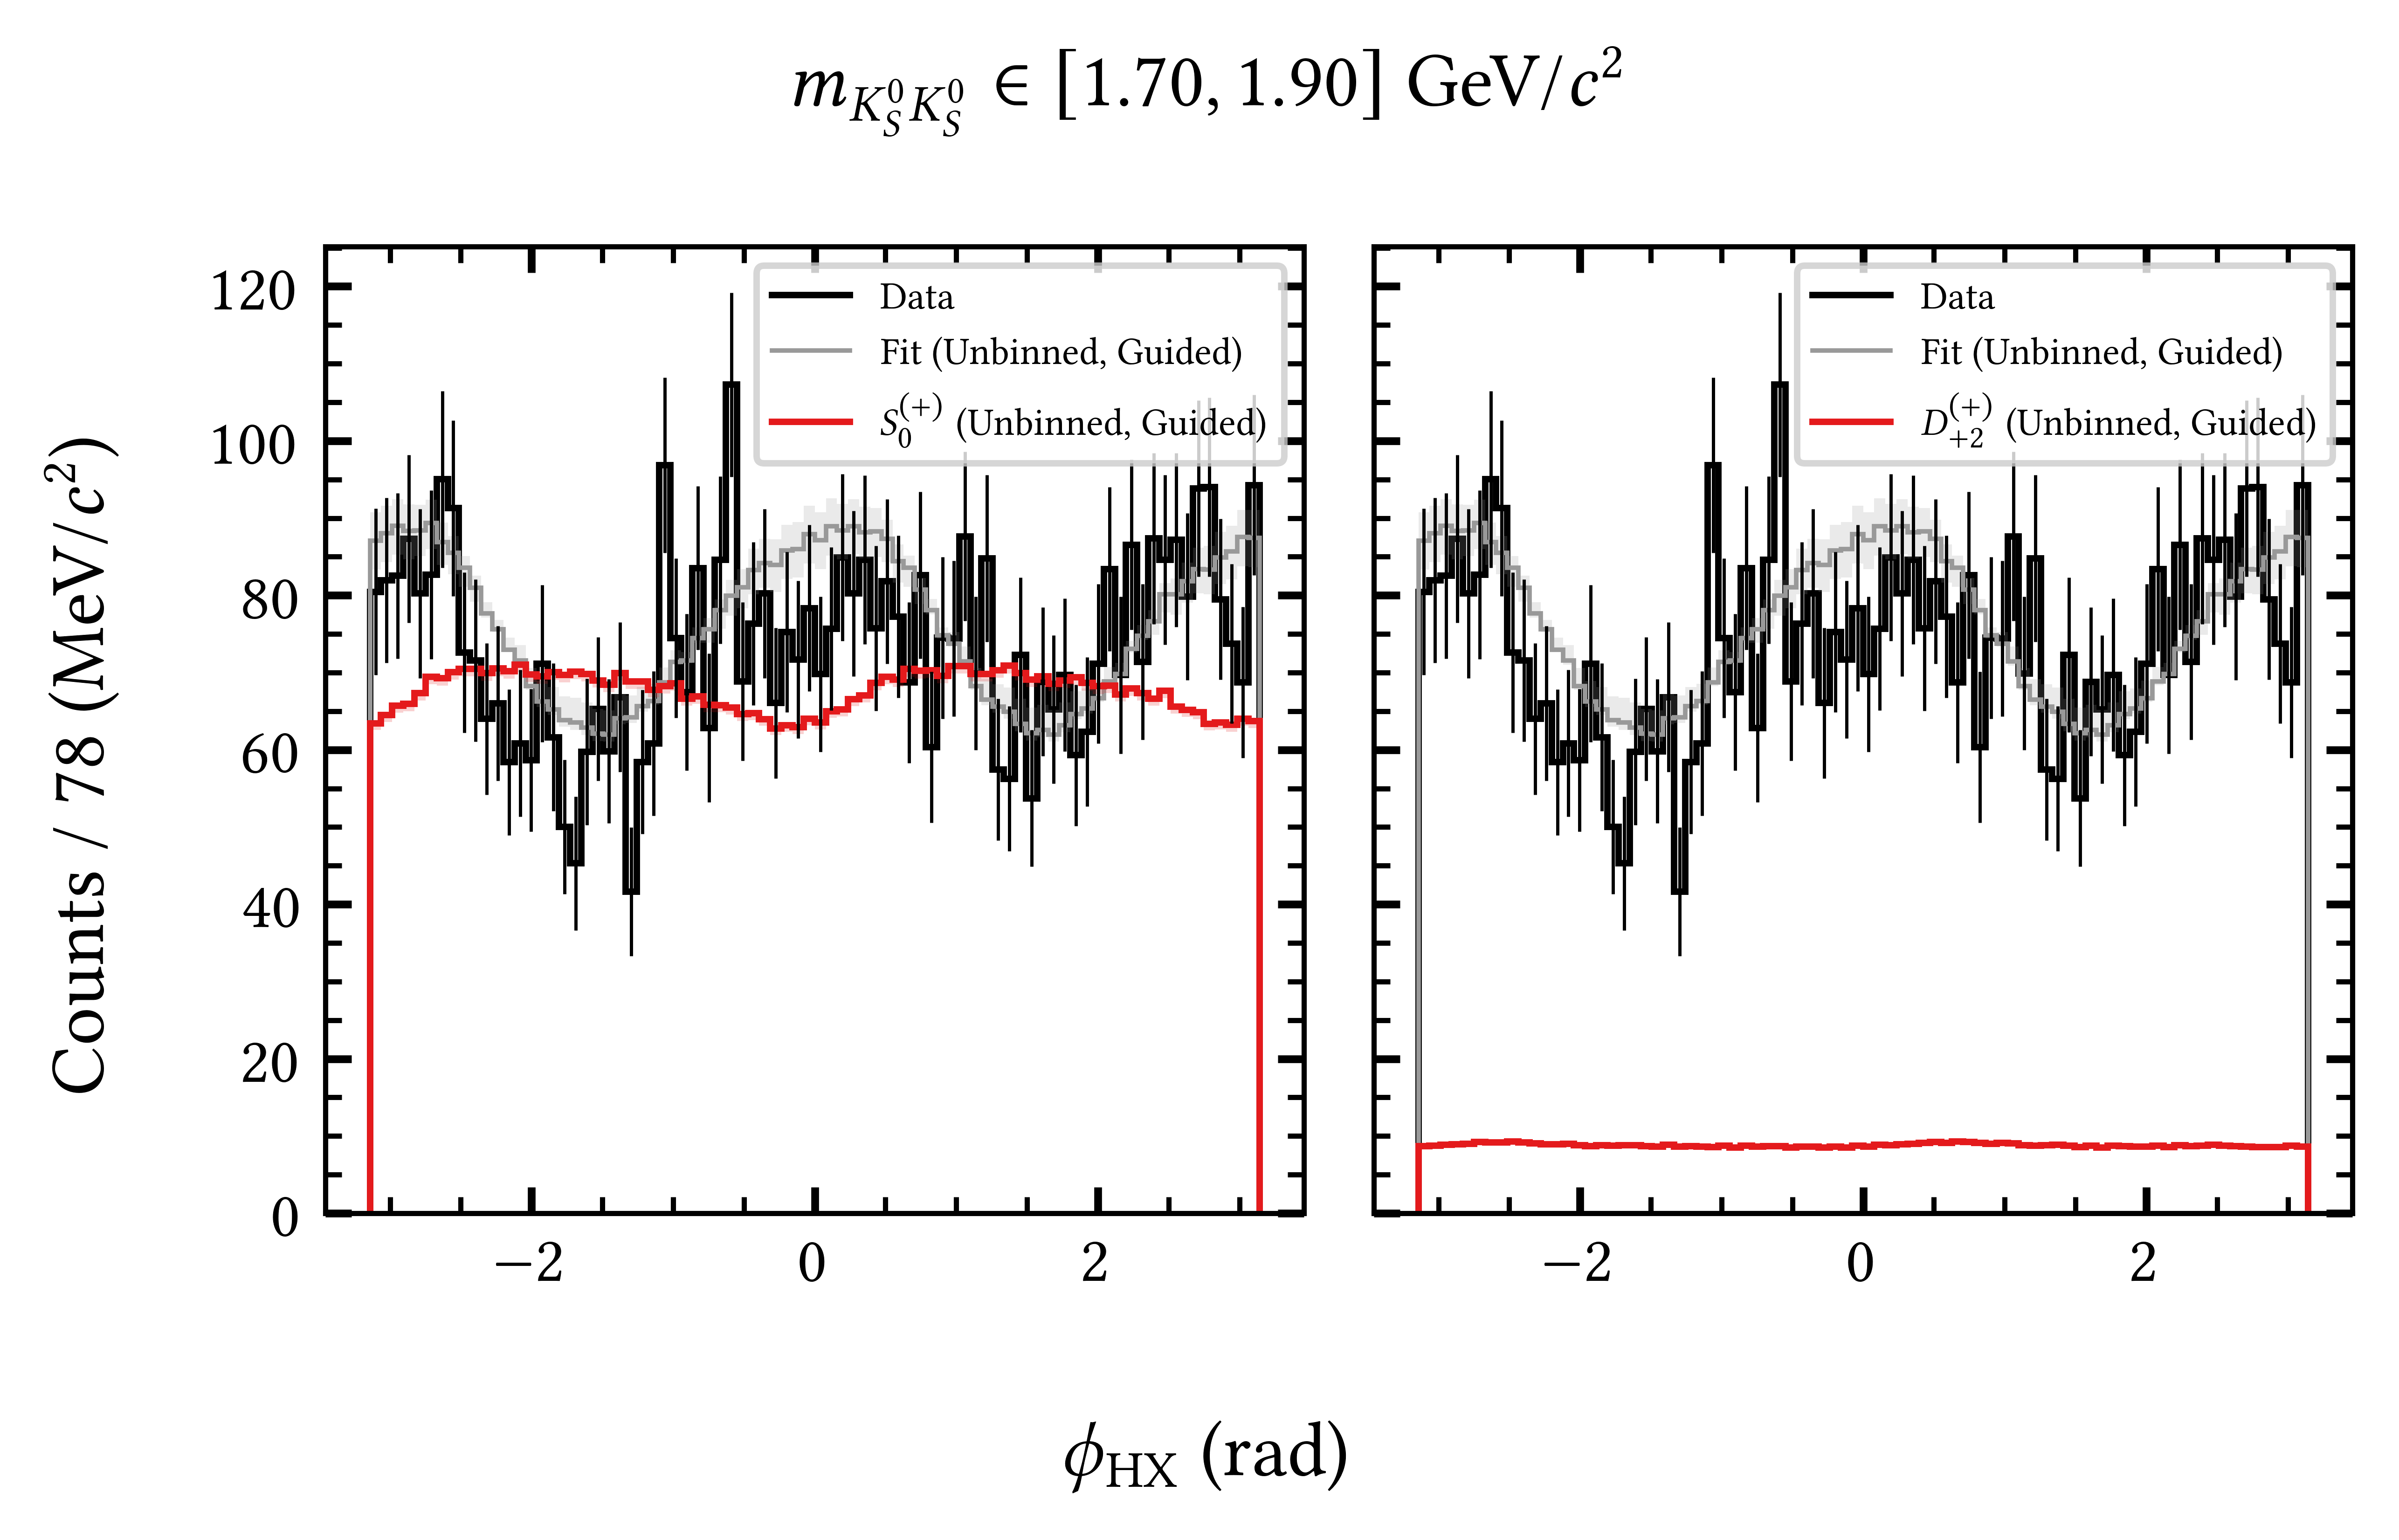 m_{K_S^0 K_S^0} ∈ [1.70, 1.90] GeV/c²
Counts / 78 (MeV/c²)
120
100
80
60
40
20
0
Data
Fit (Unbinned, Guided)
S_0^{(+)} (Unbinned, Guided)
−2 0 2
Data
Fit (Unbinned, Guided)
D_{+2}^{(+)} (Unbinned, Guided)
−2 0 2
ϕ_{HX} (rad)